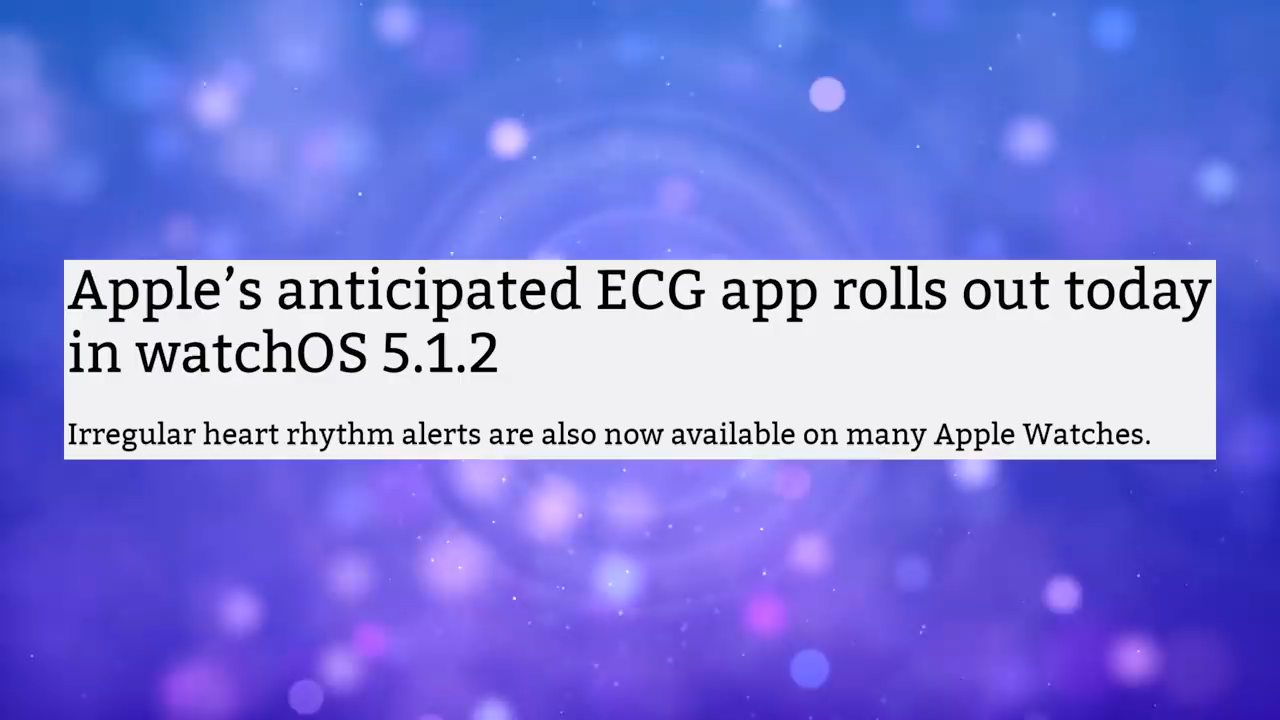 Apple’s anticipated ECG app rolls out today
in watchOS 5.1.2
Irregular heart rhythm alerts are also now available on many Apple Watches.